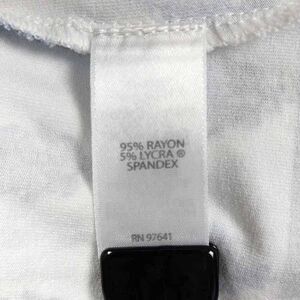 95% RAYON
5% LYCRA ®
SPANDEX
RN 97641